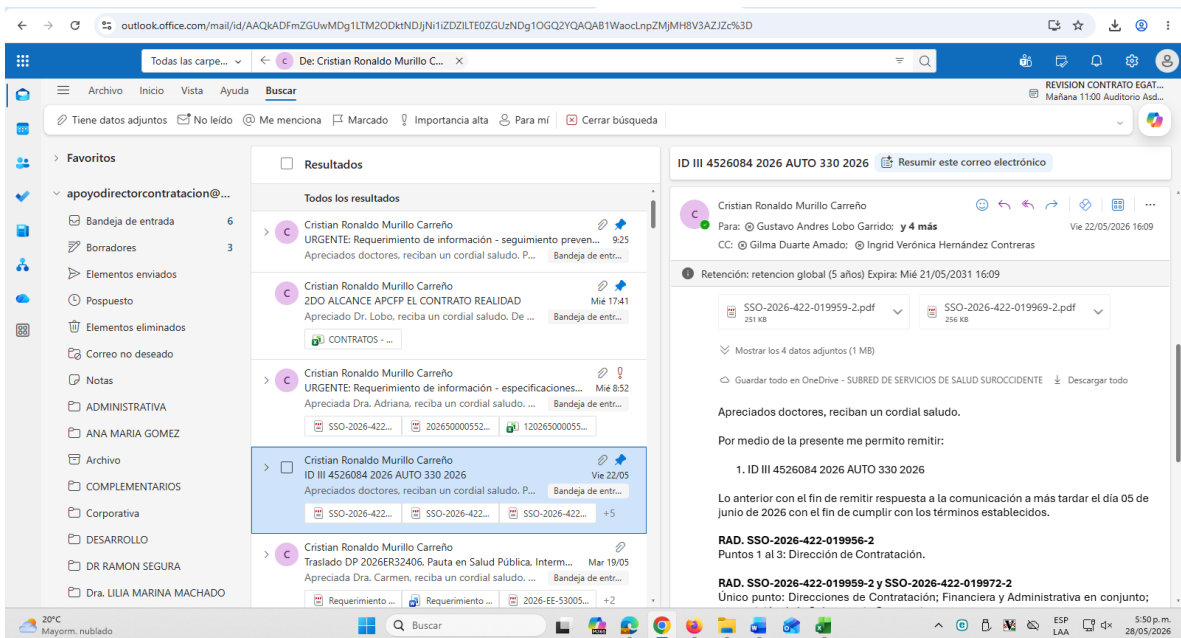 outlook.office.com/mail/id/AAQkADFmZGUwMDg1LTM2ODktNDJjNi1iZDZILTE0ZGUzNDg1OGQ2YQAQAB1WaocLnpZMjMH8V3AZJZc%3D
Todas las carpe...
C De: Cristian Ronaldo Murillo C...
Archivo Inicio Vista Ayuda Buscar
REVISION CONTRATO EGAT...
Mañana 11:00 Auditorio Asd...
Tiene datos adjuntos No leído Me menciona Marcado Importancia alta Para mí Cerrar búsqueda
Favoritos
apoyodirectorcontratacion@...
Bandeja de entrada 6
Borradores 3
Elementos enviados
Pospuesto
Elementos eliminados
Correo no deseado
Notas
ADMINISTRATIVA
ANA MARIA GOMEZ
Archivo
COMPLEMENTARIOS
Corporativa
DESARROLLO
DR RAMON SEGURA
Dra. LILIA MARINA MACHADO
Resultados
Todos los resultados
C
Cristian Ronaldo Murillo Carreño
URGENTE: Requerimiento de información - seguimiento preven... 9:25
Apreciados doctores, reciban un cordial saludo. P... Bandeja de entr...
C
Cristian Ronaldo Murillo Carreño
2DO ALCANCE APCFP EL CONTRATO REALIDAD Mié 17:41
Apreciado Dr. Lobo, reciba un cordial saludo. De ... Bandeja de entr...
CONTRATOS - ...
C
Cristian Ronaldo Murillo Carreño
URGENTE: Requerimiento de información - especificaciones... Mié 8:52
Apreciada Dra. Adriana, reciba un cordial saludo. ... Bandeja de entr...
SSO-2026-422... 202650000552... 120265000055...
Cristian Ronaldo Murillo Carreño
ID III 4526084 2026 AUTO 330 2026 Vie 22/05
Apreciados doctores, reciban un cordial saludo. P... Bandeja de entr...
SSO-2026-422... SSO-2026-422... SSO-2026-422... +5
C
Cristian Ronaldo Murillo Carreño
Traslado DP 2026ER32406, Pauta en Salud Pública, Interm... Mar 19/05
Apreciada Dra. Carmen, reciba un cordial saludo. ... Bandeja de entr...
Requerimiento ... Requerimiento ... 2026-EE-53005... +2
ID III 4526084 2026 AUTO 330 2026 Resumir este correo electrónico
C
Cristian Ronaldo Murillo Carreño
Para: Gustavo Andres Lobo Garrido; y 4 más Vie 22/05/2026 16:09
CC: Gilma Duarte Amado; Ingrid Verónica Hernández Contreras
Retención: retencion global (5 años) Expira: Mié 21/05/2031 16:09
SSO-2026-422-019959-2.pdf
251 KB
SSO-2026-422-019969-2.pdf
256 KB
Mostrar los 4 datos adjuntos (1 MB)
Guardar todo en OneDrive - SUBRED DE SERVICIOS DE SALUD SUROCCIDENTE Descargar todo
Apreciados doctores, reciban un cordial saludo.
Por medio de la presente me permito remitir:
1. ID III 4526084 2026 AUTO 330 2026
Lo anterior con el fin de remitir respuesta a la comunicación a más tardar el día 05 de
junio de 2026 con el fin de cumplir con los términos establecidos.
RAD. SSO-2026-422-019956-2
Puntos 1 al 3: Dirección de Contratación.
RAD. SSO-2026-422-019959-2 y SSO-2026-422-019972-2
Único punto: Direcciones de Contratación; Financiera y Administrativa en conjunto;
20°C
Mayorm. nublado
Buscar
ESP
LAA
5:50 p.m.
28/05/2026